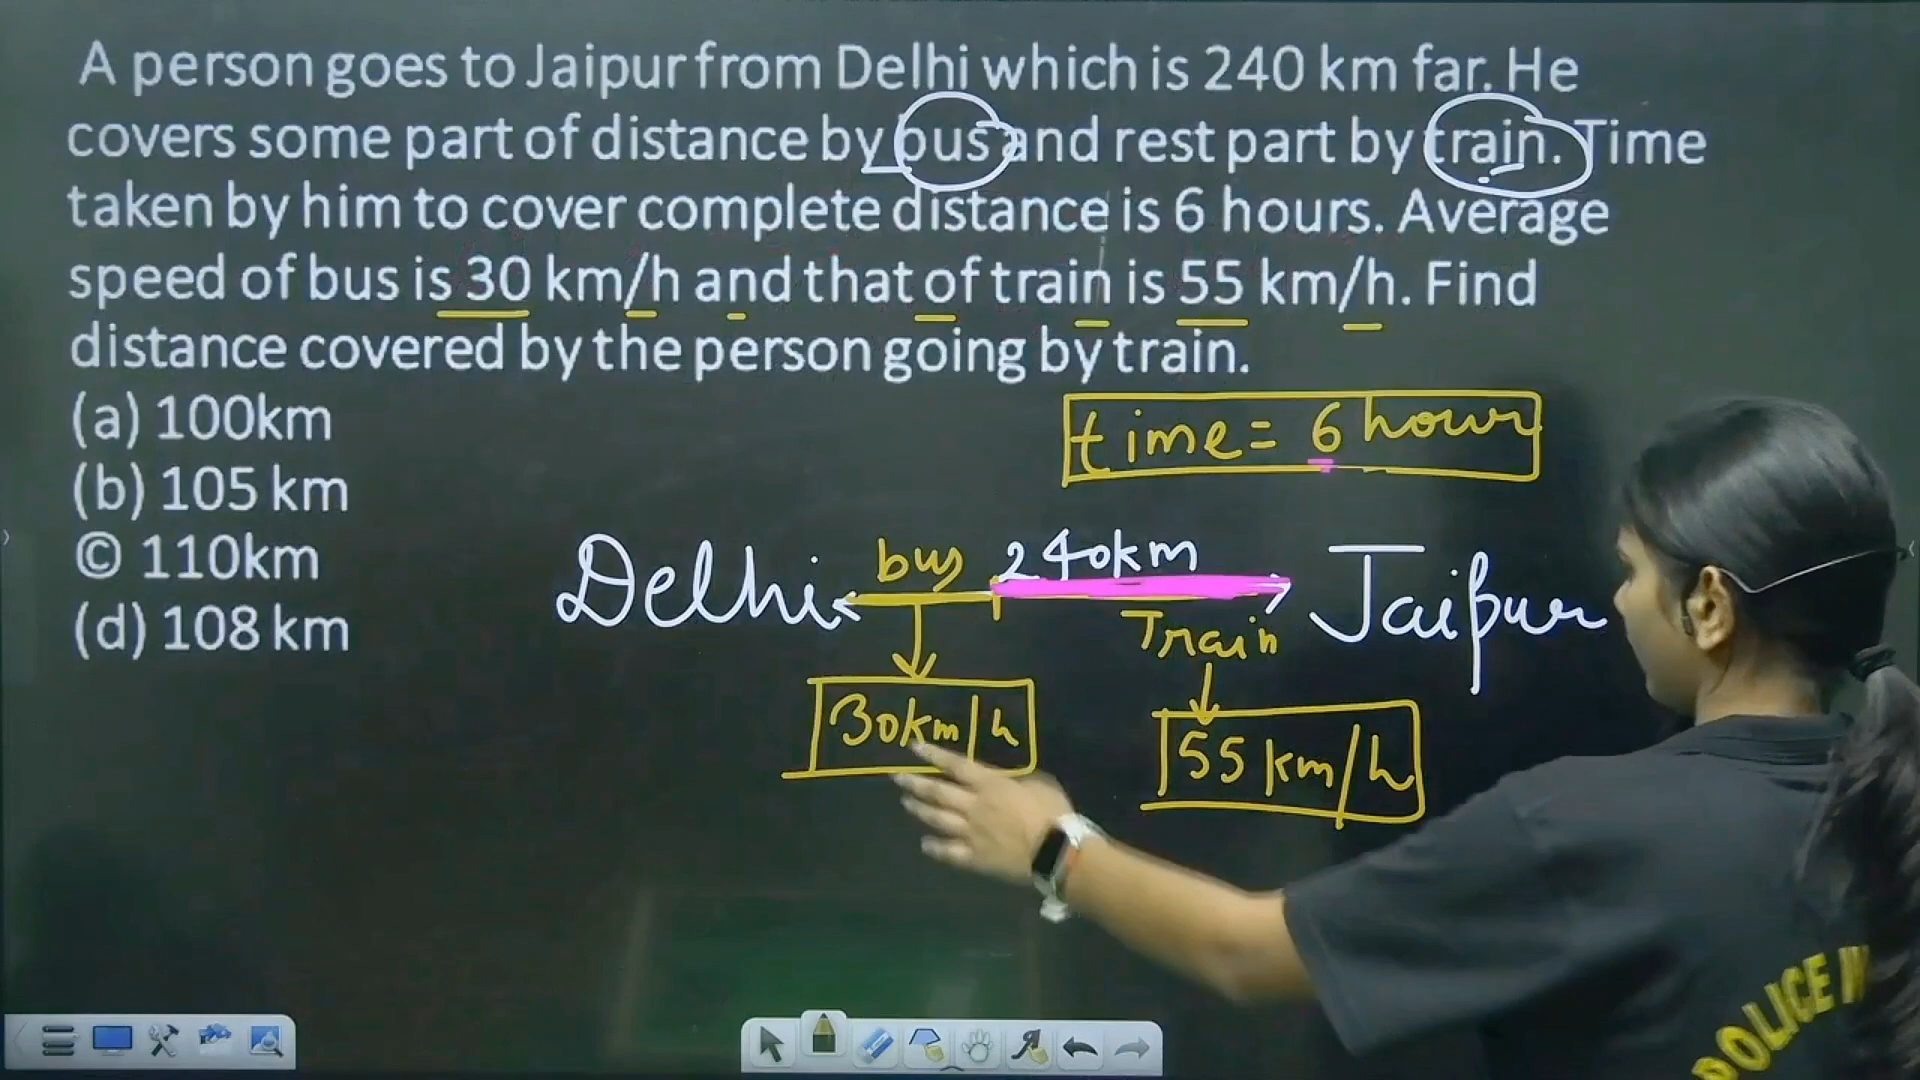 A person goes to Jaipur from Delhi which is 240 km far. He
covers some part of distance by bus and rest part by train. Time
taken by him to cover complete distance is 6 hours. Average
speed of bus is 30 km/h and that of train is 55 km/h. Find
distance covered by the person going by train.
(a) 100km
(b) 105 km
© 110km
(d) 108 km
time = 6 hour
bus 240km
Delhi Jaipur
Train
30km/h 55 km/h
POLICE